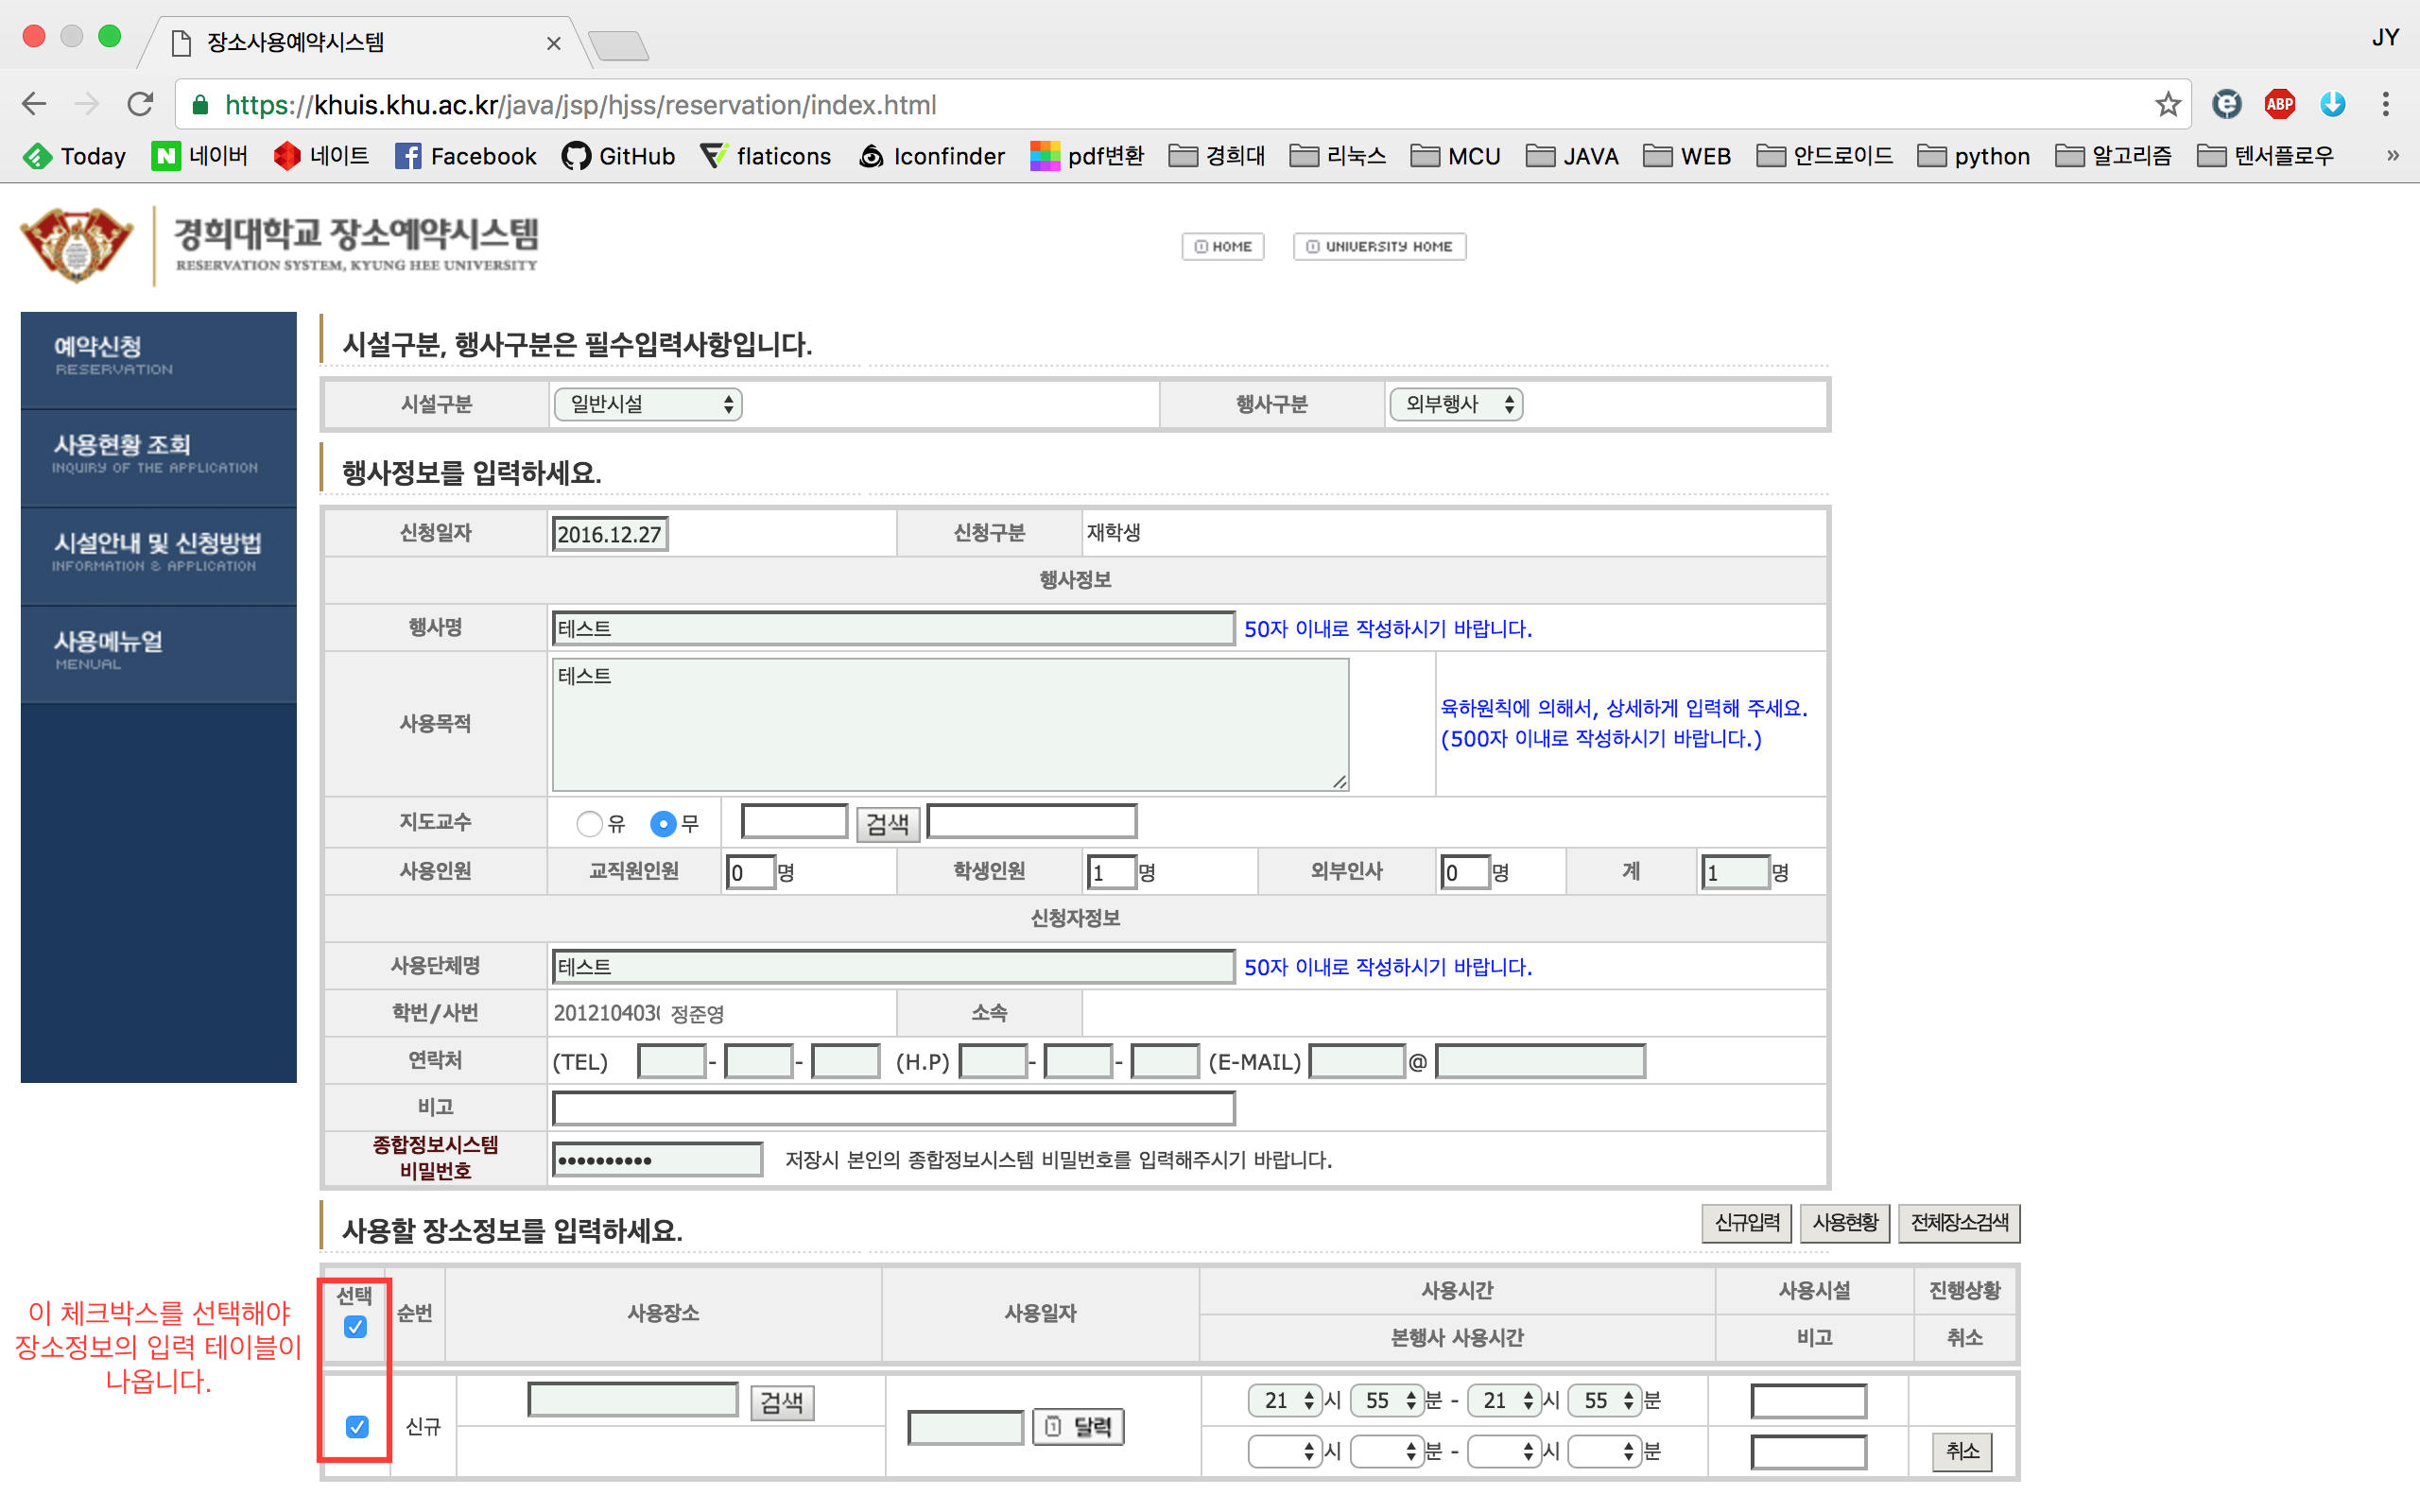 장소사용예약시스템
JY
https://khuis.khu.ac.kr/java/jsp/hjss/reservation/index.html
ABP
Today 네이버 네이트 Facebook GitHub flaticons Iconfinder pdf변환 경희대 리눅스 MCU JAVA WEB 안드로이드 python 알고리즘 텐서플로우 »
경희대학교 장소예약시스템
RESERVATION SYSTEM, KYUNG HEE UNIVERSITY
HOME UNIVERSITY HOME
예약신청
RESERVATION
사용현황 조회
INQUIRY OF THE APPLICATION
시설안내 및 신청방법
INFORMATION & APPLICATION
사용메뉴얼
MENUAL
시설구분, 행사구분은 필수입력사항입니다.
시설구분 일반시설 행사구분 외부행사
행사정보를 입력하세요.
신청일자 2016.12.27 신청구분 재학생
행사정보
행사명 테스트 50자 이내로 작성하시기 바랍니다.
사용목적 테스트 육하원칙에 의해서, 상세하게 입력해 주세요.
(500자 이내로 작성하시기 바랍니다.)
지도교수 유 무 검색
사용인원 교직원인원 0 명 학생인원 1 명 외부인사 0 명 계 1 명
신청자정보
사용단체명 테스트 50자 이내로 작성하시기 바랍니다.
학번/사번 정준영 소속
연락처 (TEL) - - (H.P) - - (E-MAIL) @
비고
종합정보시스템
비밀번호 •••••••••• 저장시 본인의 종합정보시스템 비밀번호를 입력해주시기 바랍니다.
사용할 장소정보를 입력하세요.
신규입력 사용현황 전체장소검색
선택 순번 사용장소 사용일자 사용시간 사용시설 진행상황
본행사 사용시간 비고 취소
이 체크박스를 선택해야
장소정보의 입력 테이블이
나옵니다.
신규 검색 달력 21 시 55 분 - 21 시 55 분
시 분 - 시 분 취소